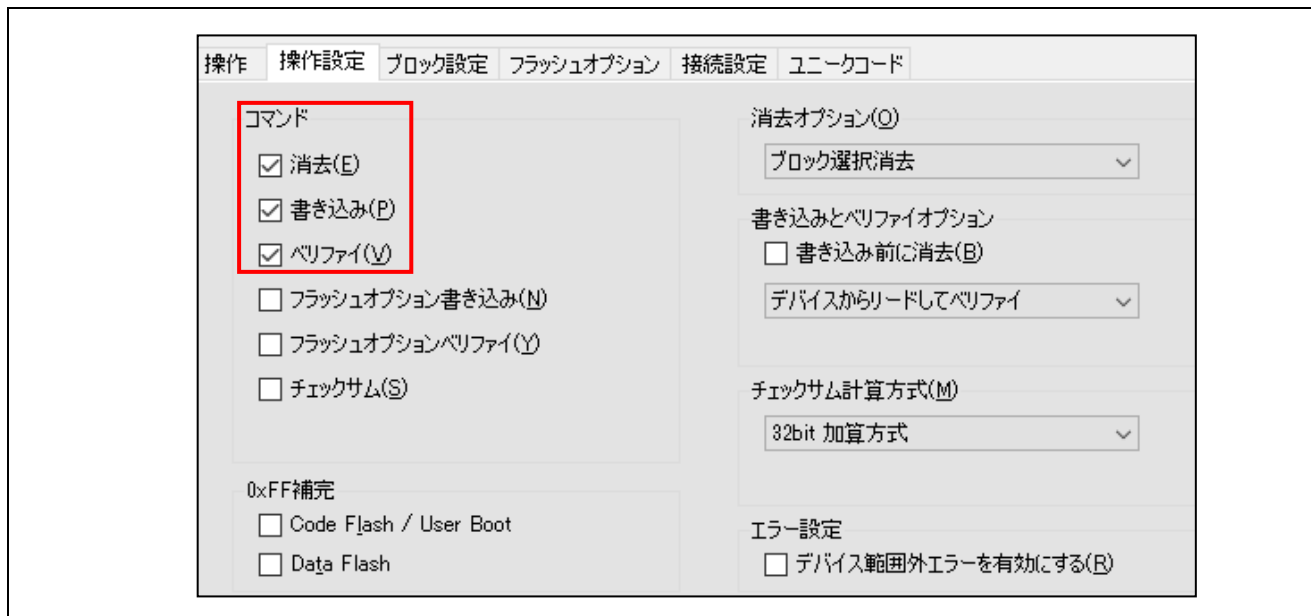 操作 操作設定 ブロック設定 フラッシュオプション 接続設定 ユニークコード
コマンド
消去(E)
書き込み(P)
ベリファイ(V)
フラッシュオプション書き込み(N)
フラッシュオプションベリファイ(Y)
チェックサム(S)
0xFF補完
Code Flash / User Boot
Data Flash
消去オプション(O)
ブロック選択消去
書き込みとベリファイオプション
書き込み前に消去(B)
デバイスからリードしてベリファイ
チェックサム計算方式(M)
32bit 加算方式
エラー設定
デバイス範囲外エラーを有効にする(R)